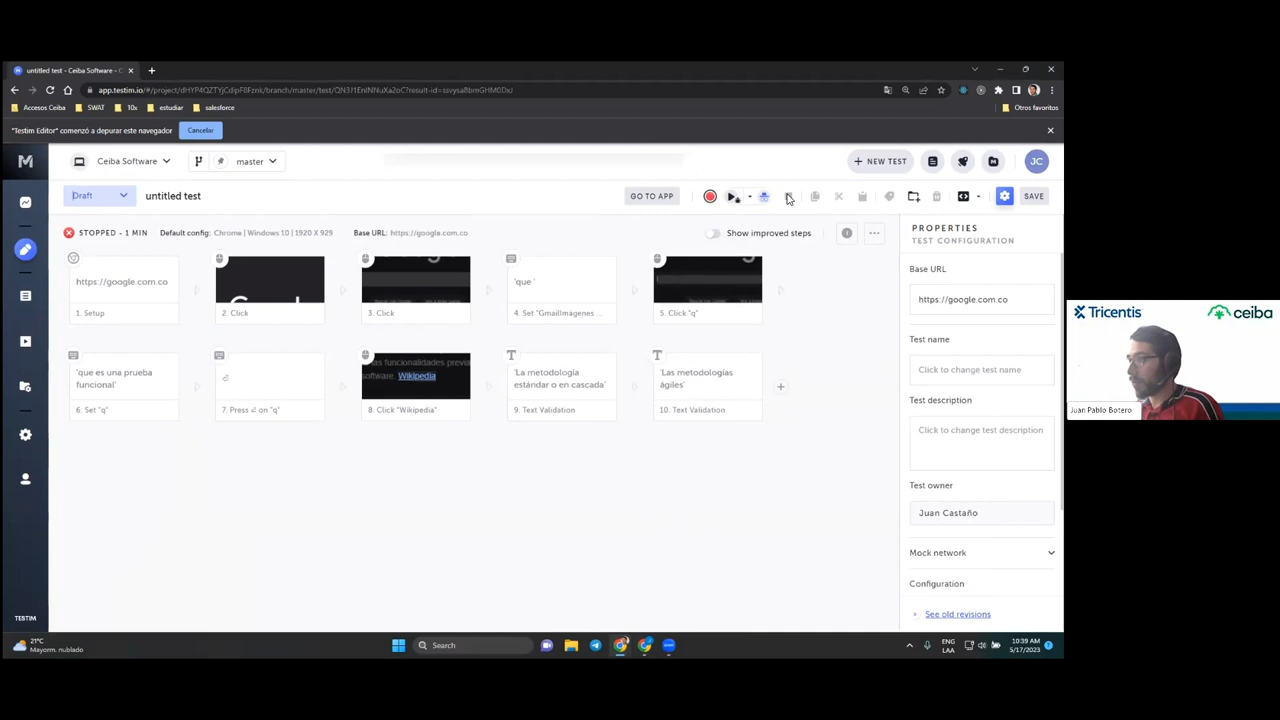 untitled test - Ceiba Software - C
Accesos Ceiba
SWAT
10x
estudiar
salesforce
Otros favoritos
"Testim Editor" comenzó a depurar este navegador
Cancelar
M
Ceiba Software
master
NEW TEST
JC
Draft
untitled test
GO TO APP
SAVE
STOPPED - 1 MIN
Default config: Chrome | Windows 10 | 1920 X 929
Base URL: https://googla.com.co
Show improved steps
https://google.com.co
1. Setup
2. Click
3. Click
'que '
4. Set "GmailImágenes ...
5. Click "q"
'que es una prueba
funcional'
6. Set "q"
7. Press ⏎ on "q"
as funcionalidades previa
software. Wikipedia
8. Click "Wikipedia"
'La metodología
estándar o en cascada'
9. Text Validation
'Las metodologías
ágiles'
10. Text Validation
PROPERTIES
TEST CONFIGURATION
Base URL
https://google.com.co
Test name
Click to change test name
Test description
Click to change test description
Test owner
Juan Castaño
Mock network
Configuration
See old revisions
TESTIM
21°C
Mayorm. nublado
Search
ENG
LAA
10:39 AM
5/17/2023
Tricentis
ceiba
Juan Pablo Botero